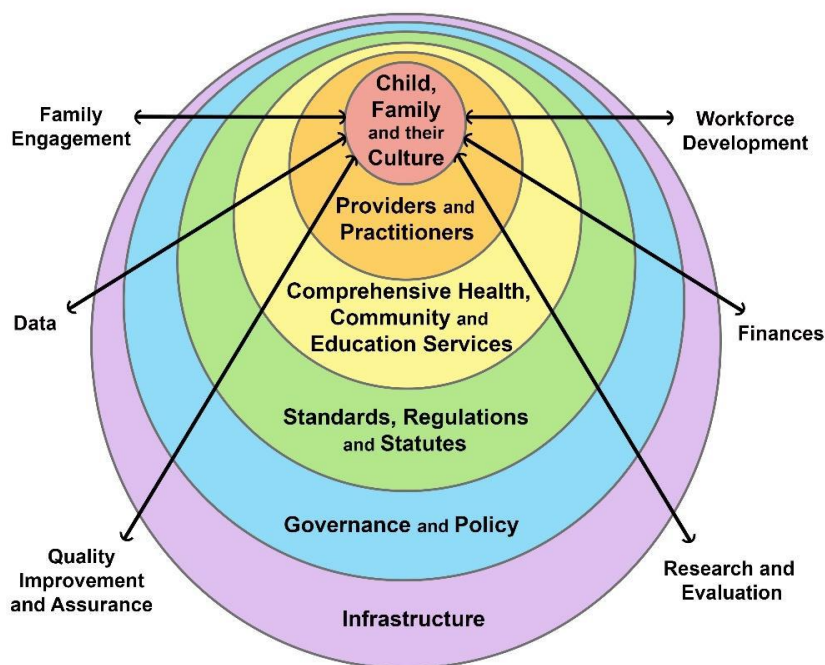 Child,
Family
and their
Culture
Family
Engagement
Workforce
Development
Providers and
Practitioners
Comprehensive Health,
Community and
Education Services
Data
Finances
Standards, Regulations
and Statutes
Governance and Policy
Quality
Improvement
and Assurance
Research and
Evaluation
Infrastructure